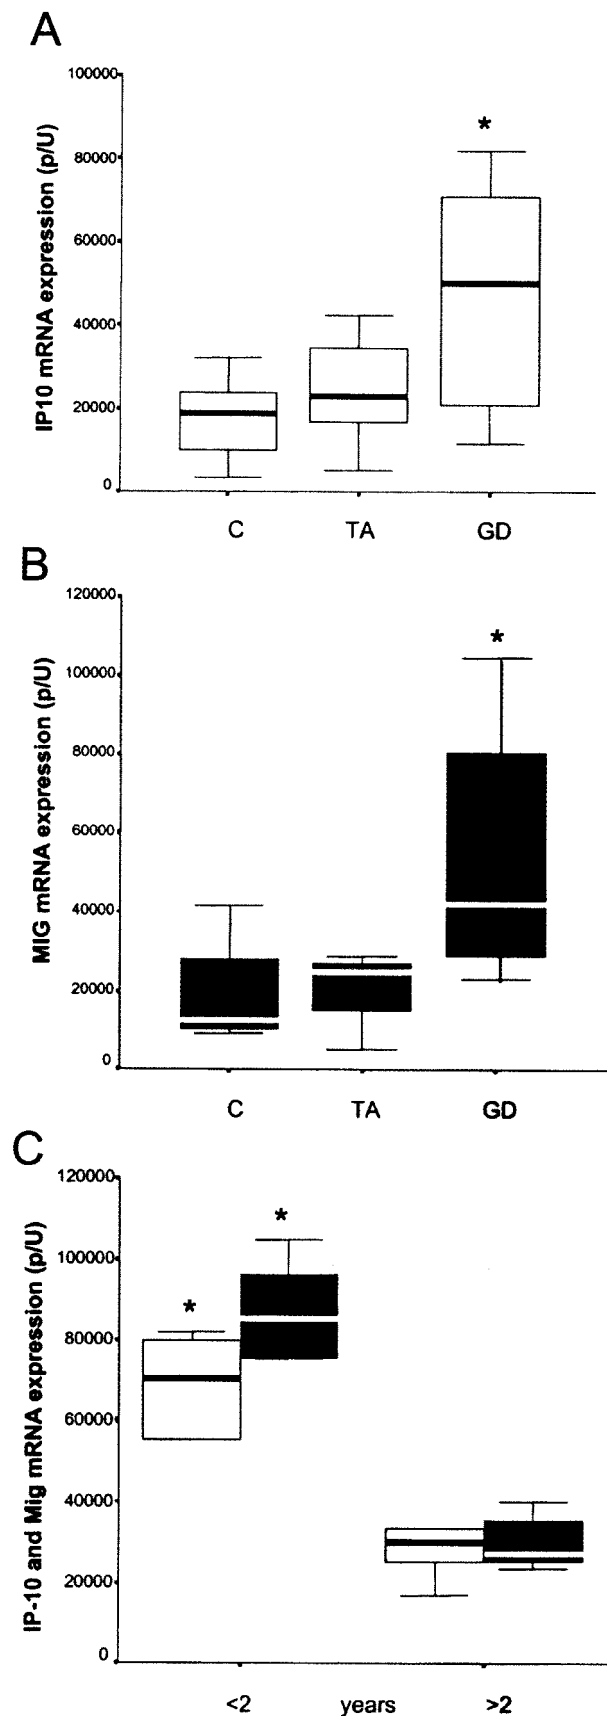 A
IP10 mRNA expression (p/U)
100000
80000
60000
40000
20000
0
*
C TA GD
B
MIG mRNA expression (p/U)
120000
100000
80000
60000
40000
20000
0
*
C TA GD
C
IP-10 and Mig mRNA expression (p/U)
120000
100000
80000
60000
40000
20000
0
*
*
<2 years >2